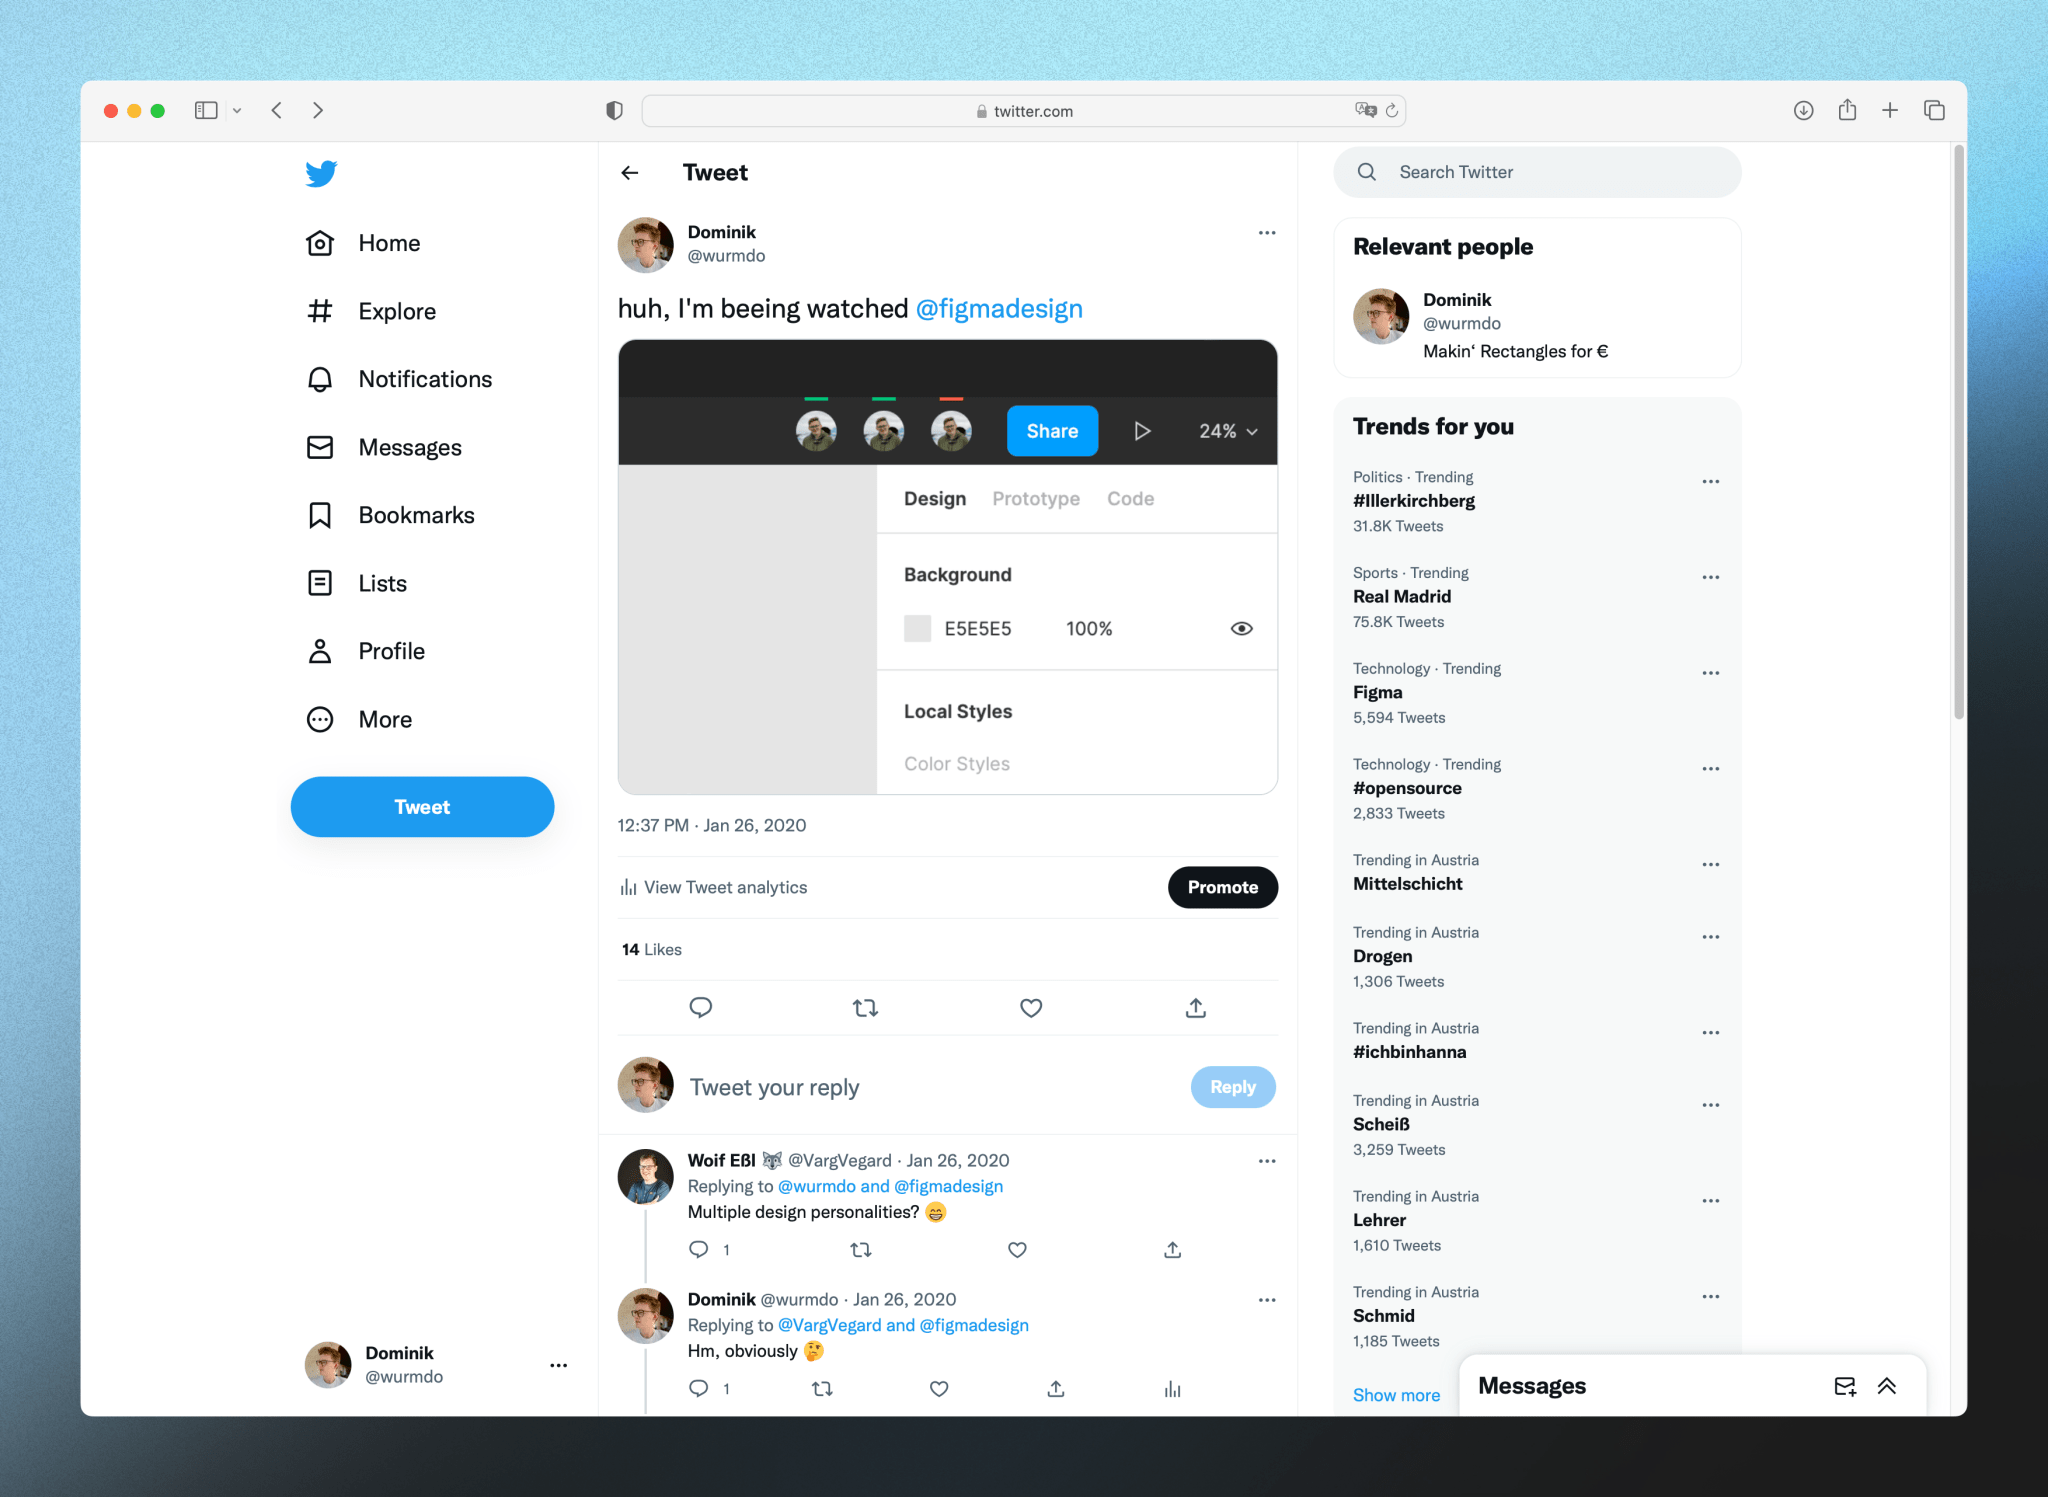 twitter.com
Home
Explore
Notifications
Messages
Bookmarks
Lists
Profile
More
Tweet
Dominik
@wurmdo
Tweet
Dominik
@wurmdo
huh, I'm beeing watched @figmadesign
Share
24%
Design Prototype Code
Background
E5E5E5 100%
Local Styles
Color Styles
12:37 PM · Jan 26, 2020
View Tweet analytics
Promote
14 Likes
Tweet your reply
Reply
Woif Eßl 🐺 @VargVegard · Jan 26, 2020
Replying to @wurmdo and @figmadesign
Multiple design personalities? 😁
1
Dominik @wurmdo · Jan 26, 2020
Replying to @VargVegard and @figmadesign
Hm, obviously 🤔
1
Search Twitter
Relevant people
Dominik
@wurmdo
Makin‘ Rectangles for €
Trends for you
Politics · Trending
#Illerkirchberg
31.8K Tweets
Sports · Trending
Real Madrid
75.8K Tweets
Technology · Trending
Figma
5,594 Tweets
Technology · Trending
#opensource
2,833 Tweets
Trending in Austria
Mittelschicht
Trending in Austria
Drogen
1,306 Tweets
Trending in Austria
#ichbinhanna
Trending in Austria
Scheiß
3,259 Tweets
Trending in Austria
Lehrer
1,610 Tweets
Trending in Austria
Schmid
1,185 Tweets
Show more
Messages